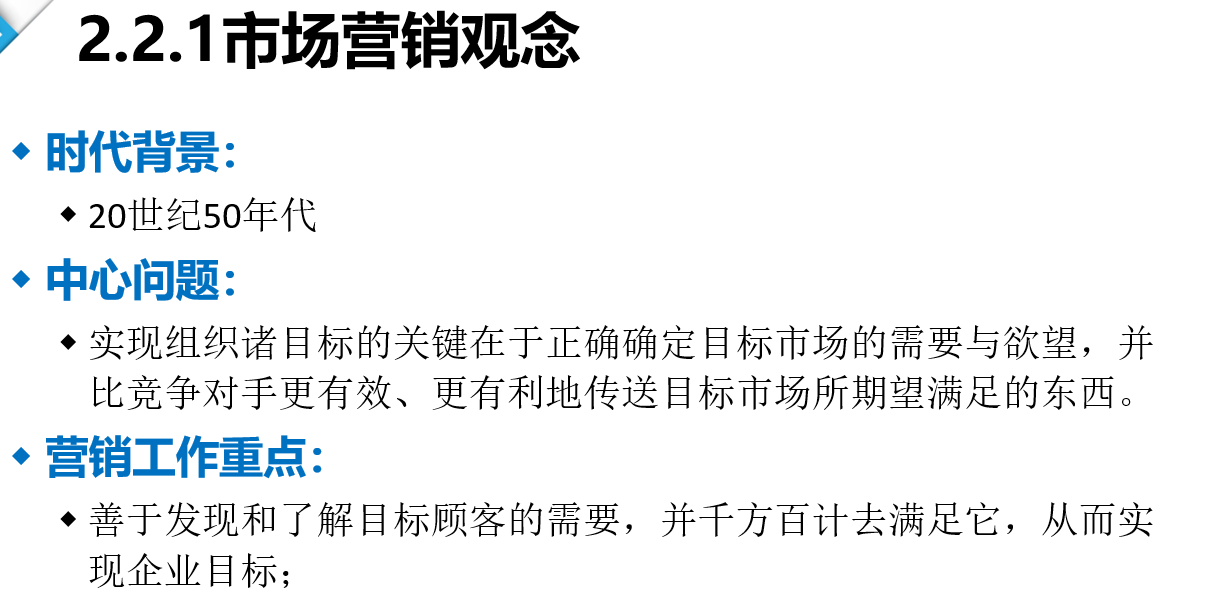 2.2.1市场营销观念
时代背景：
20世纪50年代
中心问题：
实现组织诸目标的关键在于正确确定目标市场的需要与欲望，并
比竞争对手更有效、更有利地传送目标市场所期望满足的东西。
营销工作重点：
善于发现和了解目标顾客的需要，并千方百计去满足它，从而实
现企业目标；